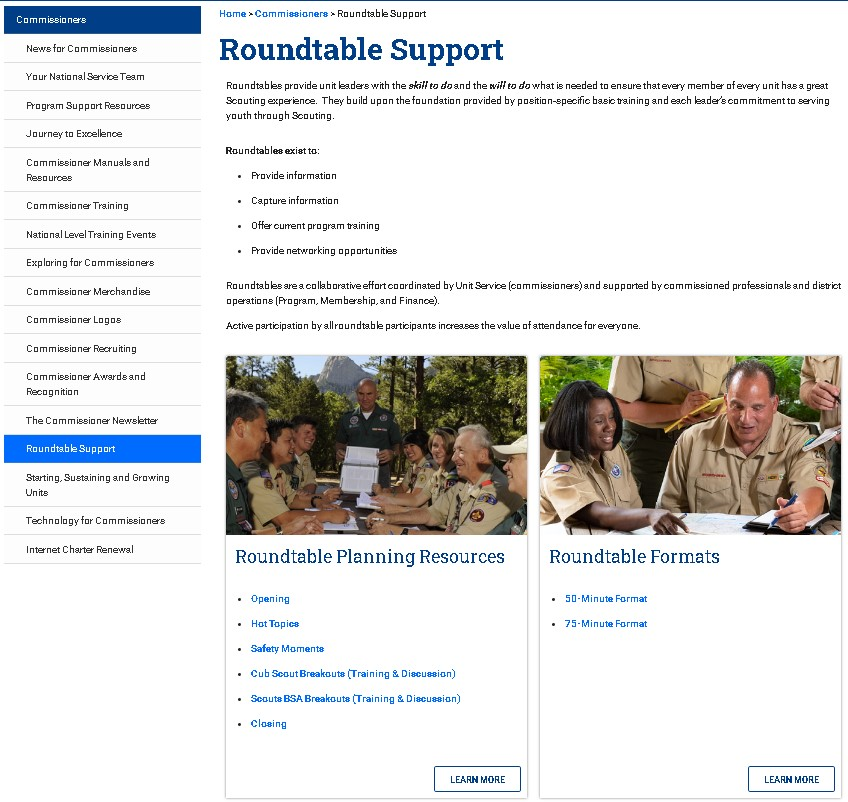 Commissioners
News for Commissioners
Your National Service Team
Program Support Resources
Journey to Excellence
Commissioner Manuals and
Resources
Commissioner Training
National Level Training Events
Exploring for Commissioners
Commissioner Merchandise
Commissioner Logos
Commissioner Recruiting
Commissioner Awards and
Recognition
The Commissioner Newsletter
Roundtable Support
Starting, Sustaining and Growing
Units
Technology for Commissioners
Internet Charter Renewal
Home > Commissioners > Roundtable Support
Roundtable Support
Roundtables provide unit leaders with the skill to do and the will to do what is needed to ensure that every member of every unit has a great
Scouting experience. They build upon the foundation provided by position-specific basic training and each leader's commitment to serving
youth through Scouting.
Roundtables exist to:
• Provide information
• Capture information
• Offer current program training
• Provide networking opportunities
Roundtables are a collaborative effort coordinated by Unit Service (commissioners) and supported by commissioned professionals and district
operations (Program, Membership, and Finance).
Active participation by all roundtable participants increases the value of attendance for everyone.
Roundtable Planning Resources
• Opening
• Hot Topics
• Safety Moments
• Cub Scout Breakouts (Training & Discussion)
• Scouts BSA Breakouts (Training & Discussion)
• Closing
LEARN MORE
Roundtable Formats
• 50-Minute Format
• 75-Minute Format
LEARN MORE